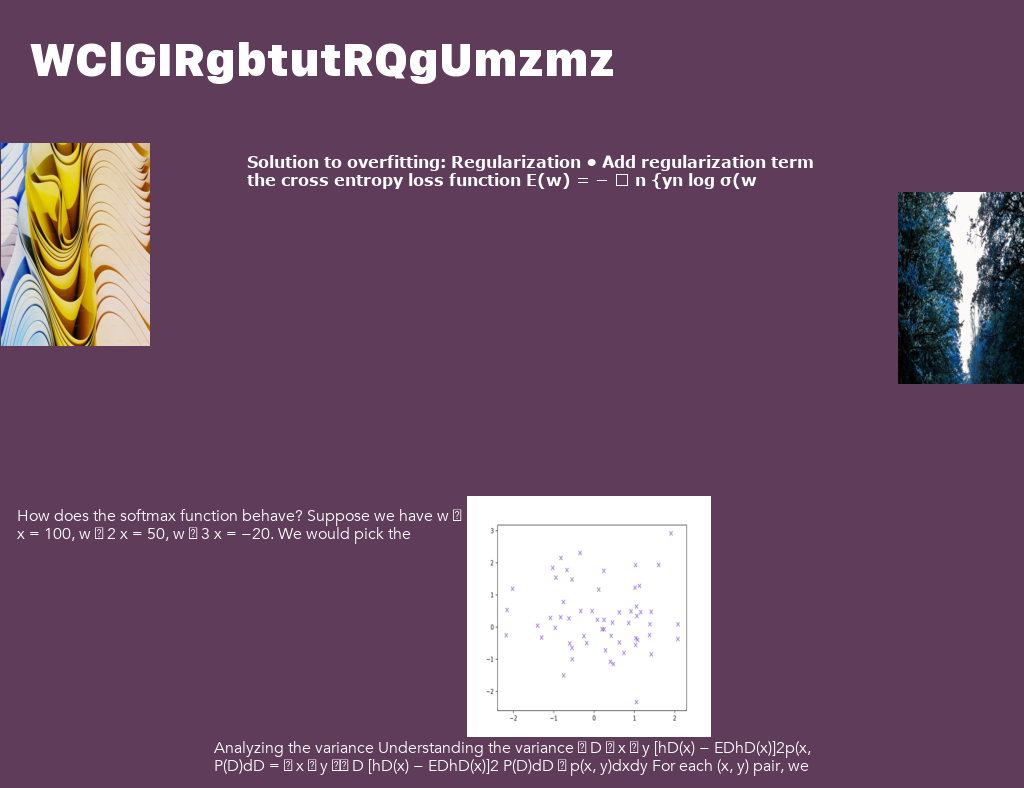 WClGIRgbtutRQgUmzmz
Solution to overfitting: Regularization • Add regularization term
the cross entropy loss function E(w) = − □ n {yn log σ(w
How does the softmax function behave? Suppose we have w ⍰
x = 100, w ⍰ 2 x = 50, w ⍰ 3 x = −20. We would pick the
3
2
1
0
−1
−2
−2 −1 0 1 2
Analyzing the variance Understanding the variance ⍰ D ⍰ x ⍰ y [hD(x) − EDhD(x)]2p(x,
P(D)dD = ⍰ x ⍰ y ⍰⍰ D [hD(x) − EDhD(x)]2 P(D)dD ⍰ p(x, y)dxdy For each (x, y) pair, we